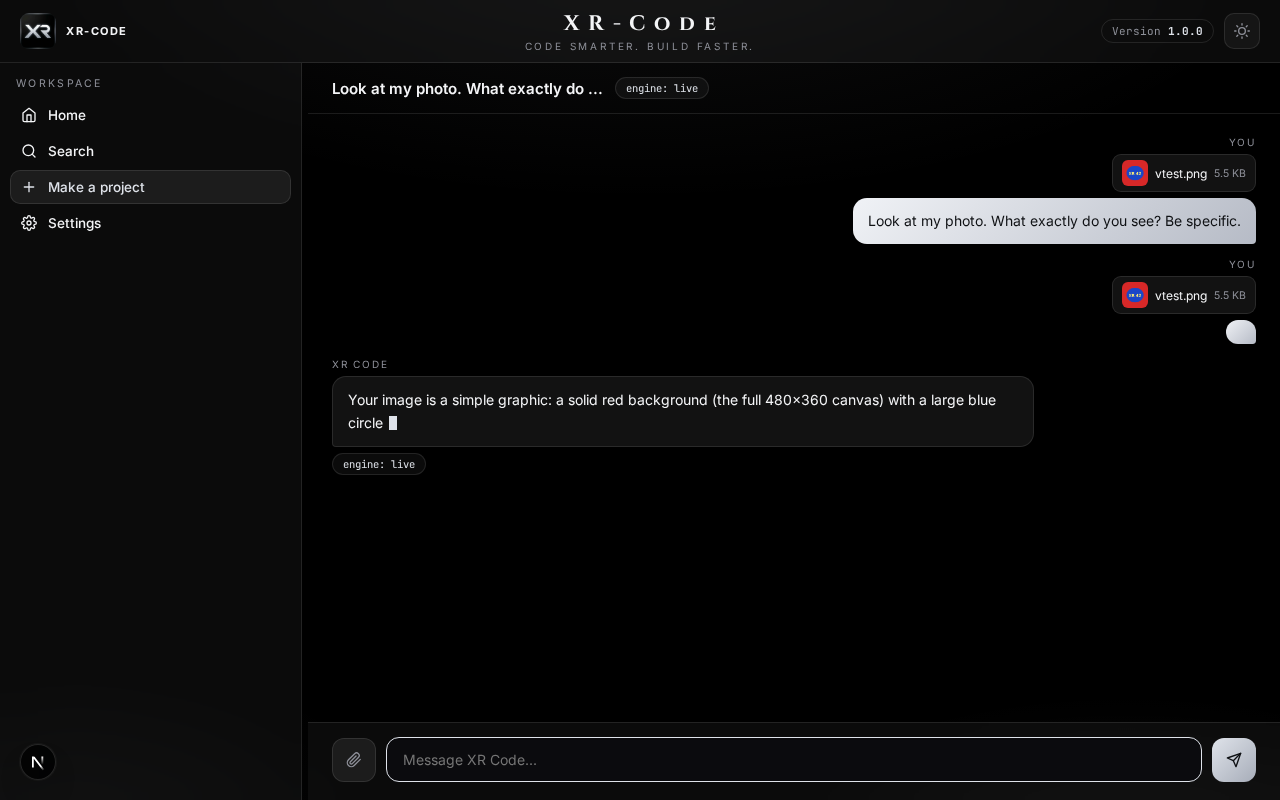 XR
XR-CODE
XR-CODE
CODE SMARTER. BUILD FASTER.
Version 1.0.0
WORKSPACE
Home
Search
Make a project
Settings
Look at my photo. What exactly do ...
engine: live
YOU
vtest.png 5.5 KB
Look at my photo. What exactly do you see? Be specific.
YOU
vtest.png 5.5 KB
XR CODE
Your image is a simple graphic: a solid red background (the full 480×360 canvas) with a large blue
circle
engine: live
Message XR Code...
N